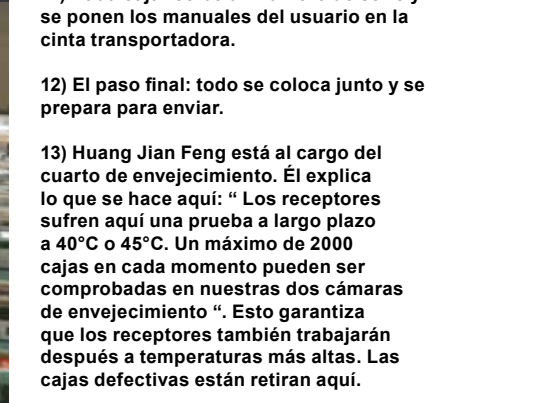 se ponen los manuales del usuario en la
cinta transportadora.
12) El paso final: todo se coloca junto y se
prepara para enviar.
13) Huang Jian Feng está al cargo del
cuarto de envejecimiento. Él explica
lo que se hace aquí: “ Los receptores
sufren aquí una prueba a largo plazo
a 40°C o 45°C. Un máximo de 2000
cajas en cada momento pueden ser
comprobadas en nuestras dos cámaras
de envejecimiento “. Esto garantiza
que los receptores también trabajarán
después a temperaturas más altas. Las
cajas defectivas están retiran aquí.